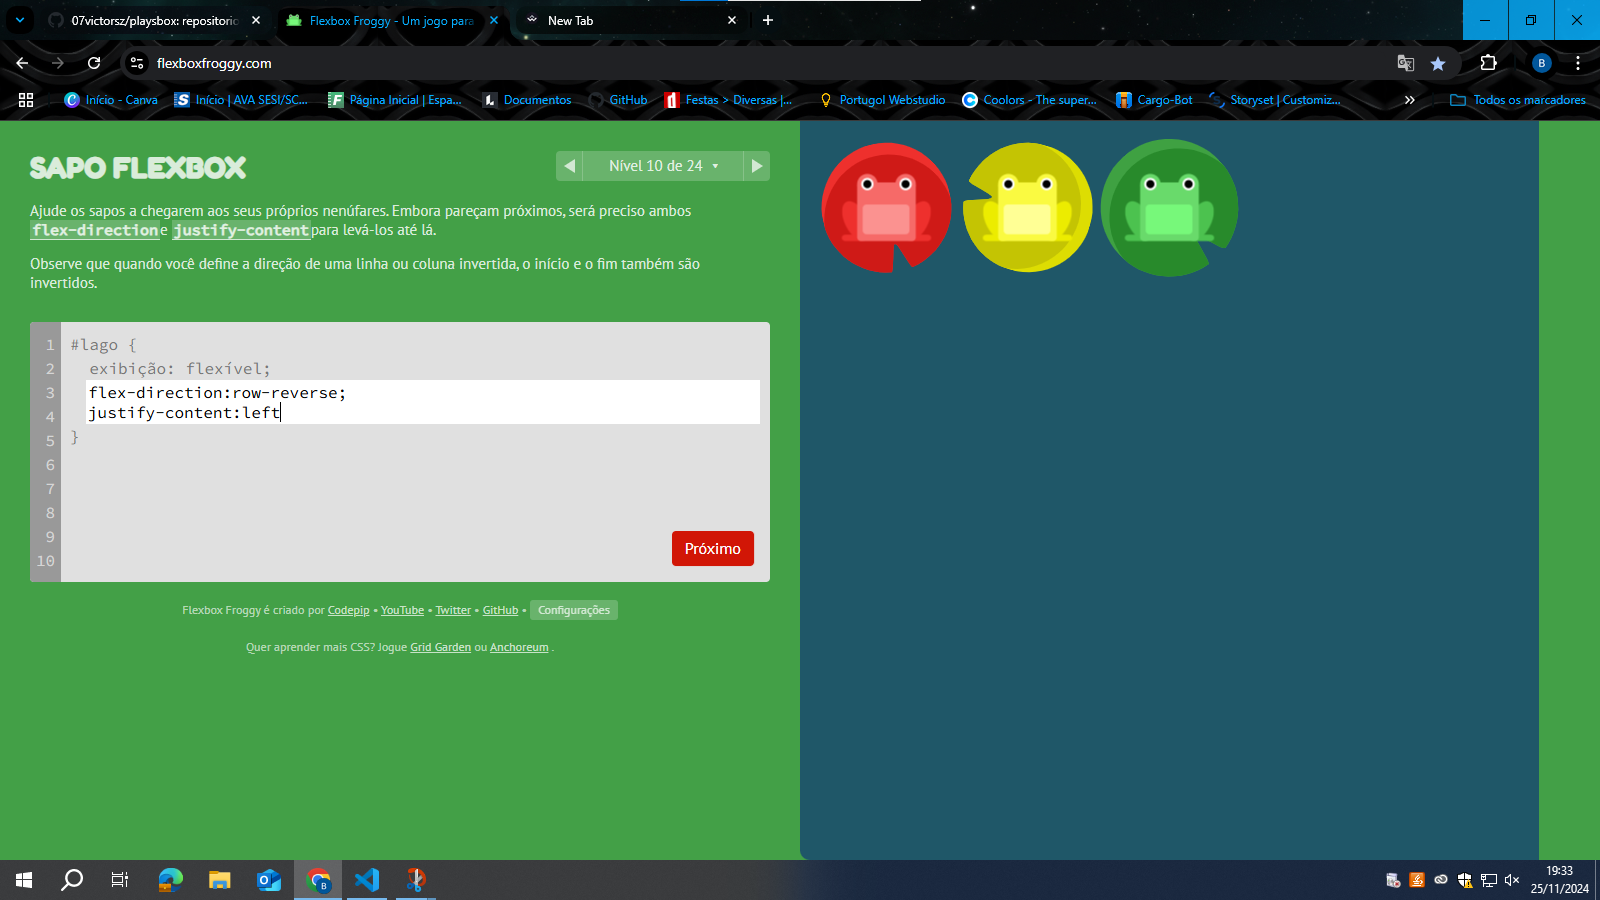 07victorsz/playsbox: repositorio
Flexbox Froggy - Um jogo para
New Tab
flexboxfroggy.com
B
Início - Canva
Início | AVA SESI/SC...
Página Inicial | Espa...
Documentos
GitHub
Festas > Diversas |...
Portugol Webstudio
Coolors - The super...
Cargo-Bot
Storyset | Customiz...
Todos os marcadores
SAPO FLEXBOX
Nível 10 de 24
Ajude os sapos a chegarem aos seus próprios nenúfares. Embora pareçam próximos, será preciso ambos
flex-directione justify-contentpara levá-los até lá.
Observe que quando você define a direção de uma linha ou coluna invertida, o início e o fim também são
invertidos.
1 #lago {
2 exibição: flexível;
3 flex-direction:row-reverse;
4 justify-content:left
5 }
6
7
8
9
10
Próximo
Flexbox Froggy é criado por Codepip • YouTube • Twitter • GitHub • Configurações
Quer aprender mais CSS? Jogue Grid Garden ou Anchoreum .
19:33
25/11/2024